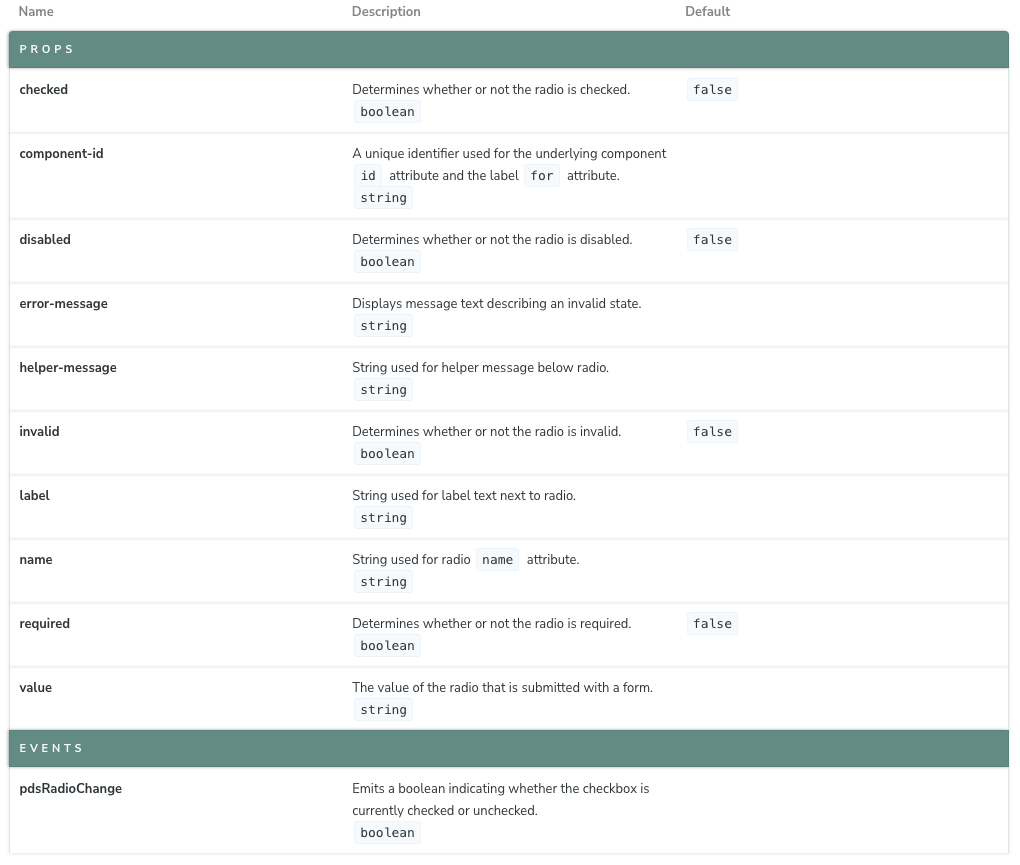 Name Description Default
PROPS
checked Determines whether or not the radio is checked. false
boolean
component-id A unique identifier used for the underlying component
id attribute and the label for attribute.
string
disabled Determines whether or not the radio is disabled. false
boolean
error-message Displays message text describing an invalid state.
string
helper-message String used for helper message below radio.
string
invalid Determines whether or not the radio is invalid. false
boolean
label String used for label text next to radio.
string
name String used for radio name attribute.
string
required Determines whether or not the radio is required. false
boolean
value The value of the radio that is submitted with a form.
string
EVENTS
pdsRadioChange Emits a boolean indicating whether the checkbox is
currently checked or unchecked.
boolean